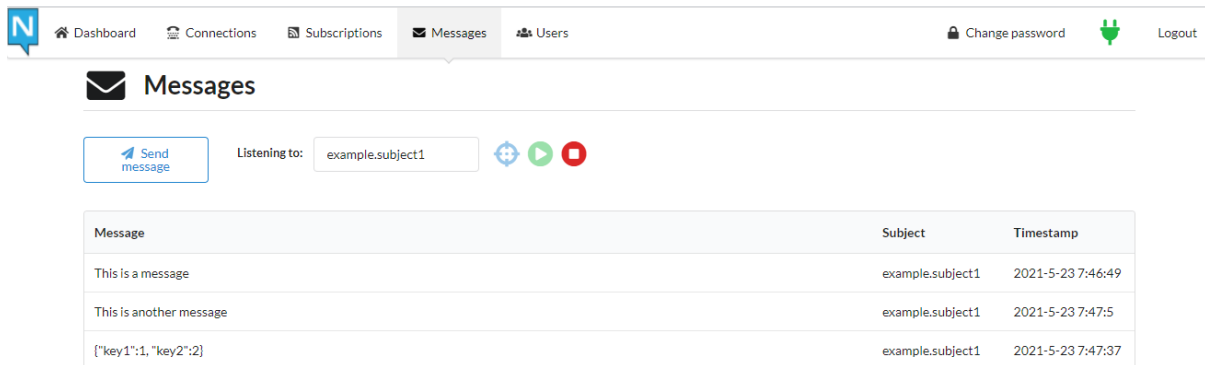 N
Dashboard Connections Subscriptions Messages Users Change password Logout
Messages
Send message
Listening to: example.subject1
Message Subject Timestamp
This is a message example.subject1 2021-5-23 7:46:49
This is another message example.subject1 2021-5-23 7:47:5
{"key1":1, "key2":2} example.subject1 2021-5-23 7:47:37